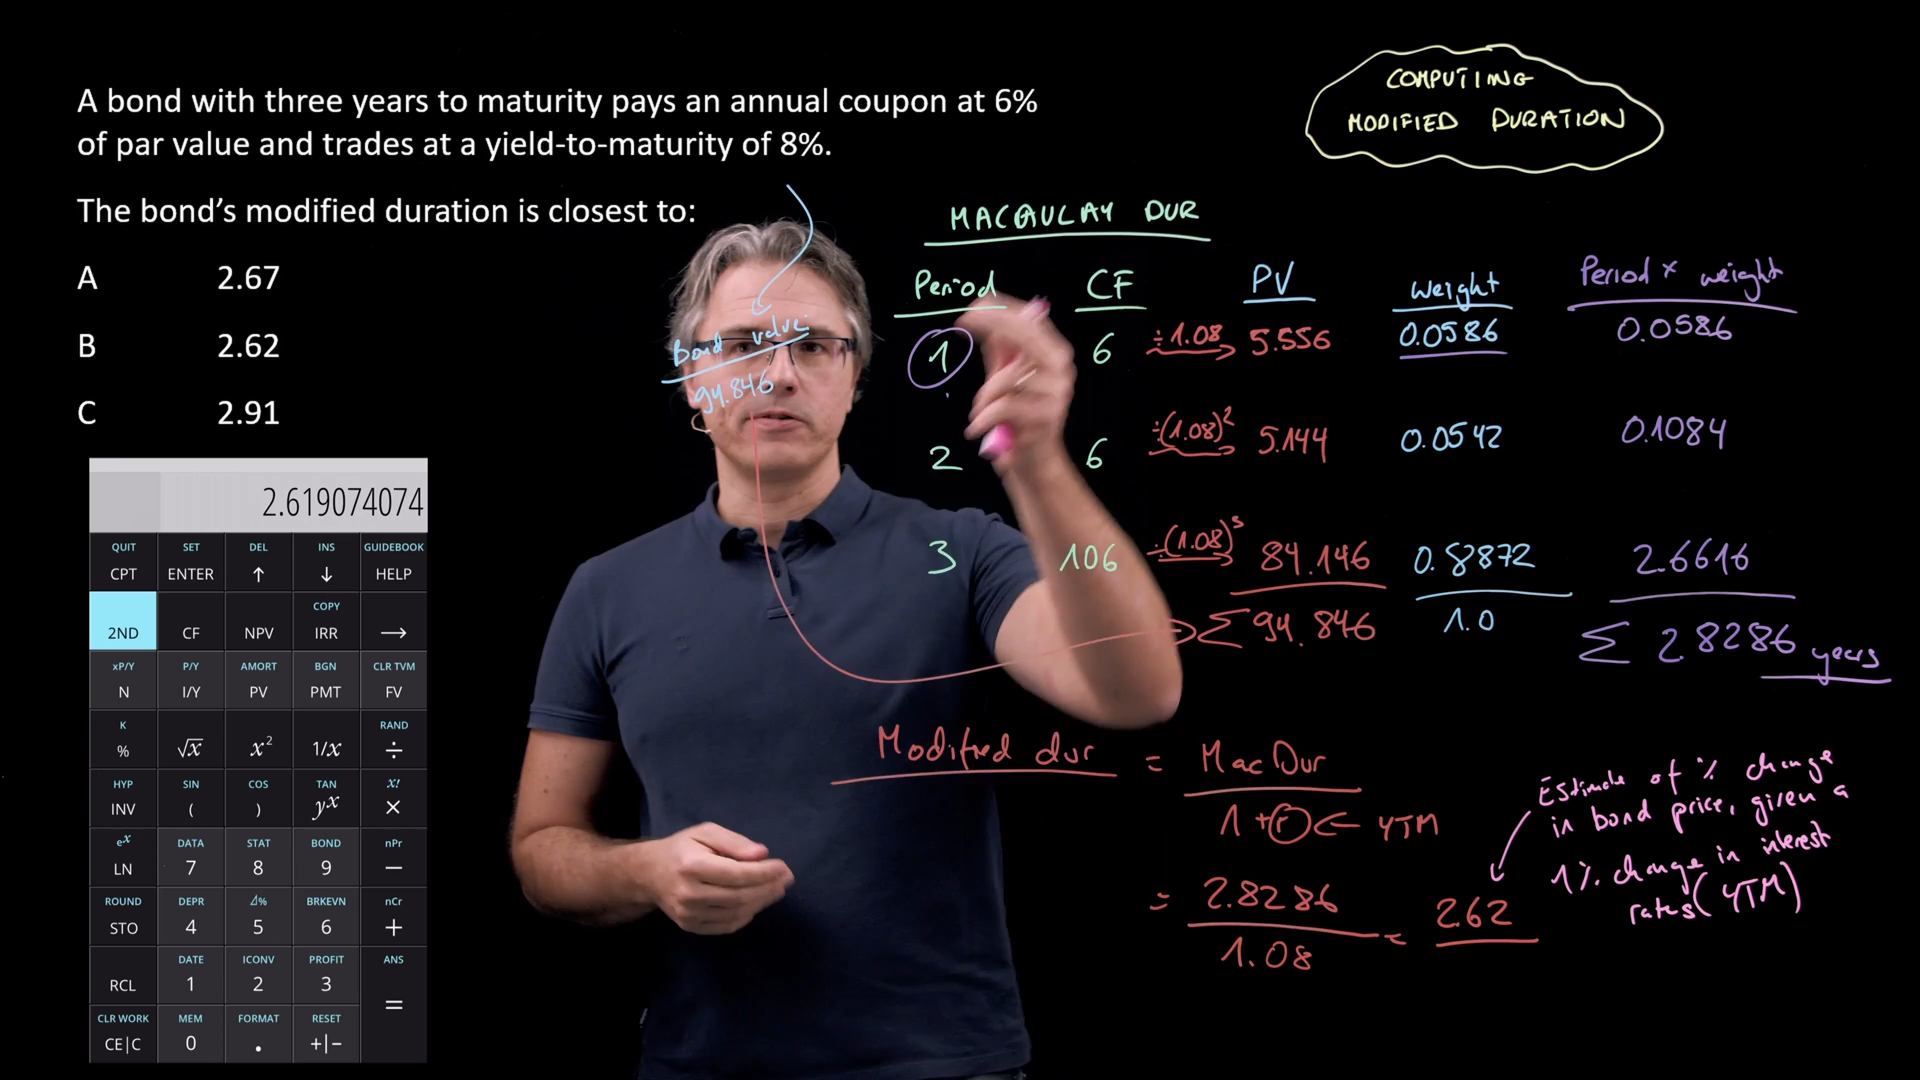 A bond with three years to maturity pays an annual coupon at 6%
of par value and trades at a yield-to-maturity of 8%.
The bond's modified duration is closest to:
A 2.67
B 2.62
C 2.91
COMPUTING
MODIFIED DURATION
MACAULAY DUR
Period CF PV weight Period x weight
1 6 ÷1.08 5.556 0.0586 0.0586
2 6 ÷(1.08)² 5.144 0.0542 0.1084
3 106 ÷(1.08)³ 84.146 0.8872 2.6616
Σ 94.846 1.0 Σ 2.8286 years
Bond value
94.846
Modified dur = MacDur
1 + r ← YTM
= 2.8286 = 2.62
1.08
Estimate of % change
in bond price, given a
1% change in interest
rates (YTM)
2.619074074
QUIT SET DEL INS GUIDEBOOK
CPT ENTER ↑ ↓ HELP
COPY
2ND CF NPV IRR →
xP/Y P/Y AMORT BGN CLR TVM
N I/Y PV PMT FV
K RAND
% √x x² 1/x ÷
HYP SIN COS TAN x!
INV ( ) yˣ ×
eˣ DATA STAT BOND nPr
LN 7 8 9 −
ROUND DEPR Δ% BRKEVN nCr
STO 4 5 6 +
DATE ICONV PROFIT ANS
RCL 1 2 3 =
CLR WORK MEM FORMAT RESET
CE|C 0 . +|−